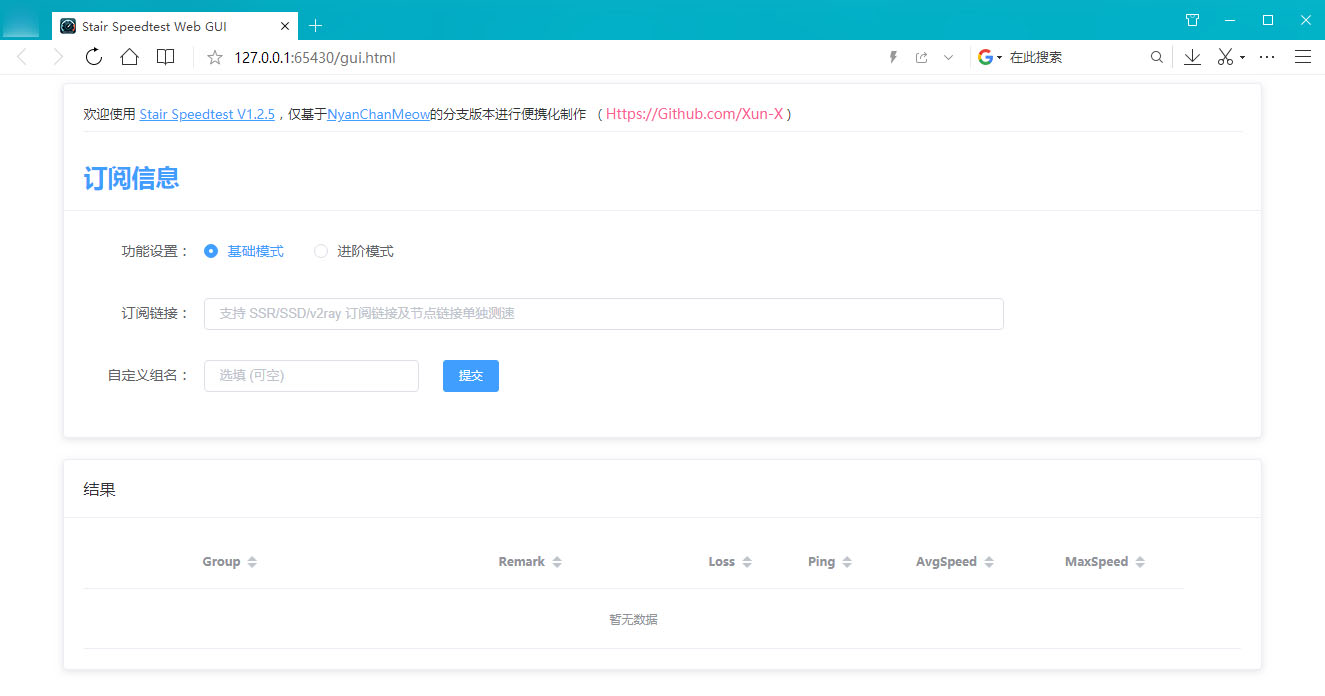 Stair Speedtest Web GUI
127.0.0.1:65430/gui.html
在此搜索
欢迎使用 Stair Speedtest V1.2.5，仅基于NyanChanMeow的分支版本进行便携化制作 （ Https://Github.com/Xun-X ）
订阅信息
功能设置： 基础模式 进阶模式
订阅链接： 支持 SSR/SSD/v2ray 订阅链接及节点链接单独测速
自定义组名： 选填 (可空) 提交
结果
Group Remark Loss Ping AvgSpeed MaxSpeed
暂无数据